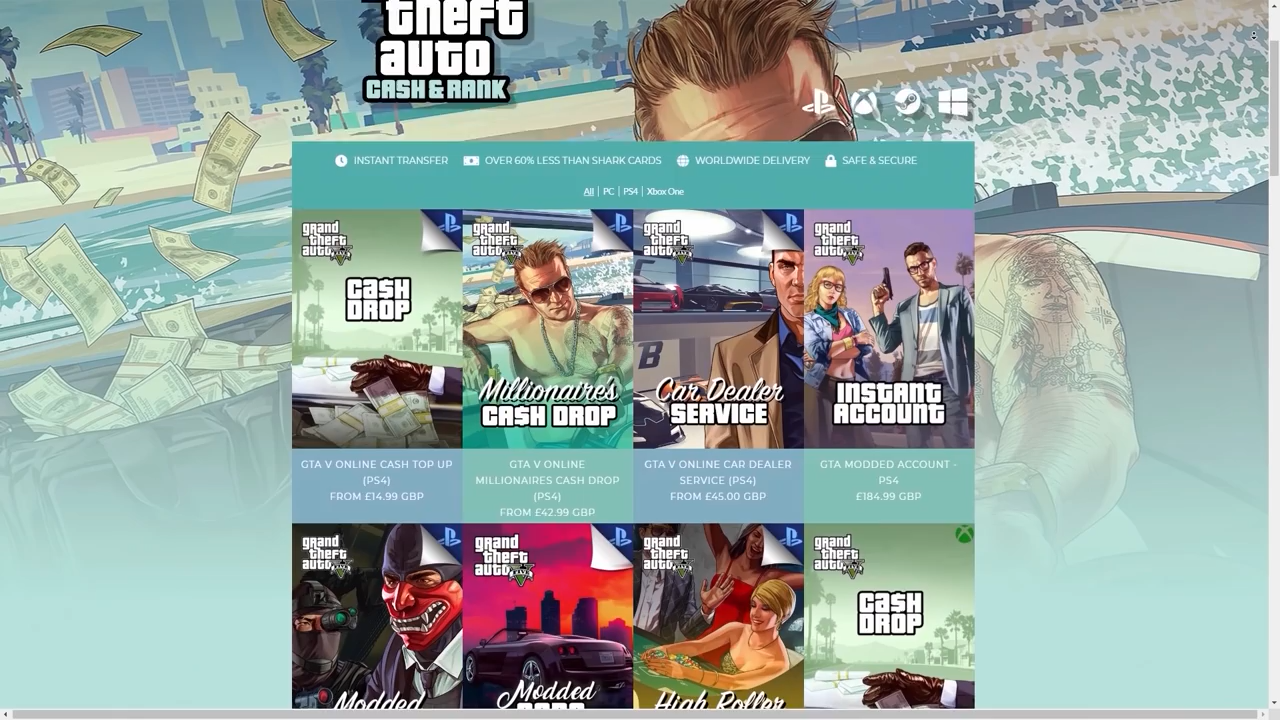 theft
auto
CASH & RANK
INSTANT TRANSFER
OVER 60% LESS THAN SHARK CARDS
WORLDWIDE DELIVERY
SAFE & SECURE
All | PC | PS4 | Xbox One
grand
theft
auto V
CA$H
DROP
grand
theft
auto V
Millionaire's
CA$H DROP
grand
theft
auto V
B
Car Dealer
SERVICE
grand
theft
auto V
INSTANT
ACCOUNT
GTA V ONLINE CASH TOP UP
(PS4)
FROM £14.99 GBP
GTA V ONLINE
MILLIONAIRES CASH DROP
(PS4)
FROM £42.99 GBP
GTA V ONLINE CAR DEALER
SERVICE (PS4)
FROM £45.00 GBP
GTA MODDED ACCOUNT -
PS4
£184.99 GBP
grand
theft
auto V
Modded
grand
theft
auto V
Modded
grand
theft
auto V
High Roller
grand
theft
auto V
CA$H
DROP